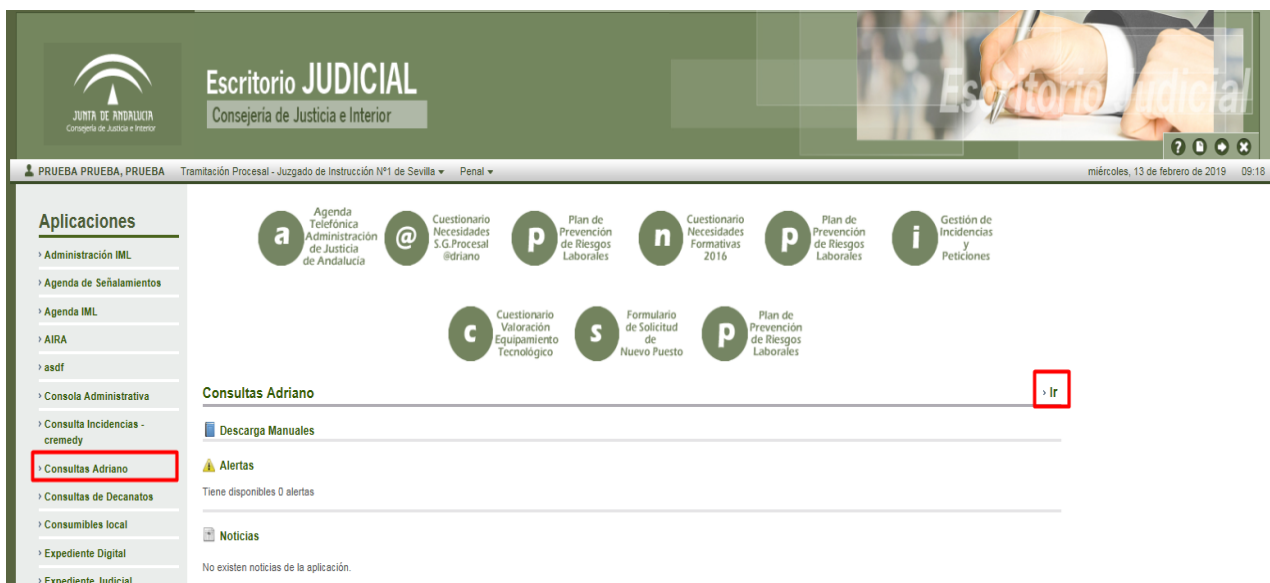 JUNTA DE ANDALUCIA
Consejería de Justicia e Interior
Escritorio JUDICIAL
Consejería de Justicia e Interior
Escritorio Judicial
PRUEBA PRUEBA, PRUEBA Tramitación Procesal - Juzgado de Instrucción Nº1 de Sevilla Penal miércoles, 13 de febrero de 2019 09:18
Aplicaciones
› Administración IML
› Agenda de Señalamientos
› Agenda IML
› AIRA
› asdf
› Consola Administrativa
› Consulta Incidencias -
cremedy
› Consultas Adriano
› Consultas de Decanatos
› Consumibles local
› Expediente Digital
› Expediente Judicial
a
Agenda
Telefónica
Administración
de Justicia
de Andalucía
@
Cuestionario
Necesidades
S.G.Procesal
@driano
p
Plan de
Prevención
de Riesgos
Laborales
n
Cuestionario
Necesidades
Formativas
2016
p
Plan de
Prevención
de Riesgos
Laborales
i
Gestión de
Incidencias
y
Peticiones
c
Cuestionario
Valoración
Equipamiento
Tecnológico
s
Formulario
de Solicitud
de
Nuevo Puesto
p
Plan de
Prevención
de Riesgos
Laborales
Consultas Adriano › Ir
Descarga Manuales
Alertas
Tiene disponibles 0 alertas
Noticias
No existen noticias de la aplicación.